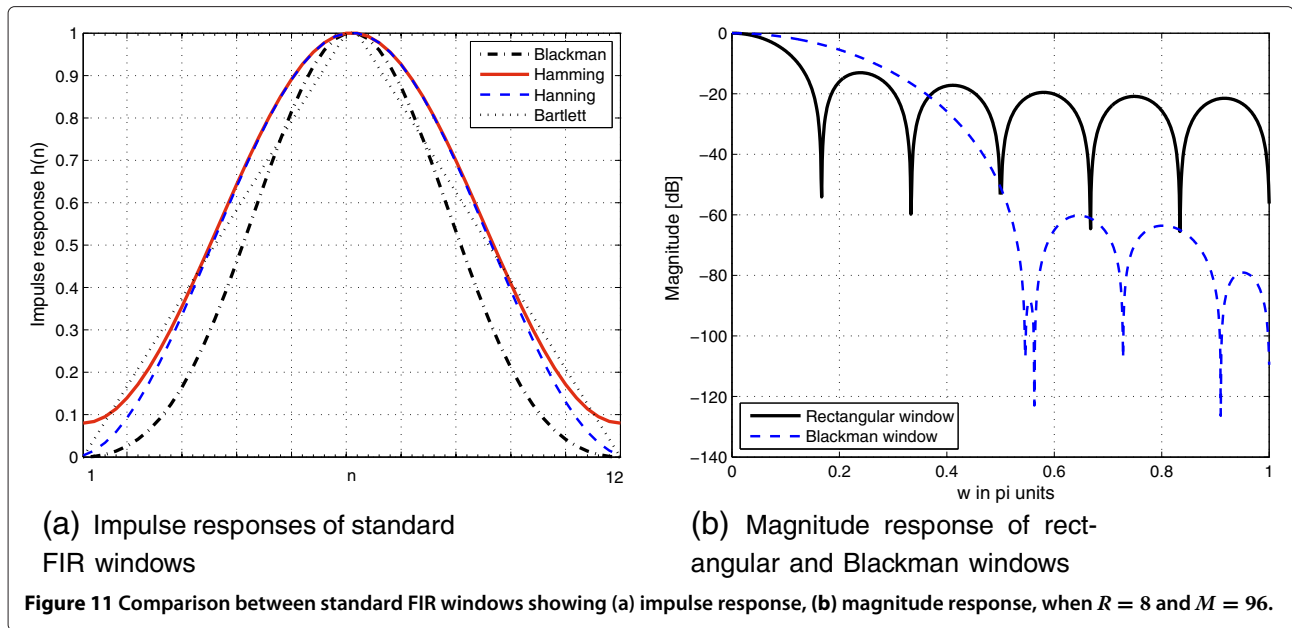 1
0.9
0.8
0.7
0.6
0.5
0.4
0.3
0.2
0.1
0
Impulse response h(n)
Blackman
Hamming
Hanning
Bartlett
1
n
12
(a) Impulse responses of standard
FIR windows
0
−20
−40
−60
−80
−100
−120
−140
Magnitude [dB]
Rectangular window
Blackman window
0
0.2
0.4
0.6
0.8
1
w in pi units
(b) Magnitude response of rect-
angular and Blackman windows
Figure 11 Comparison between standard FIR windows showing (a) impulse response, (b) magnitude response, when R = 8 and M = 96.